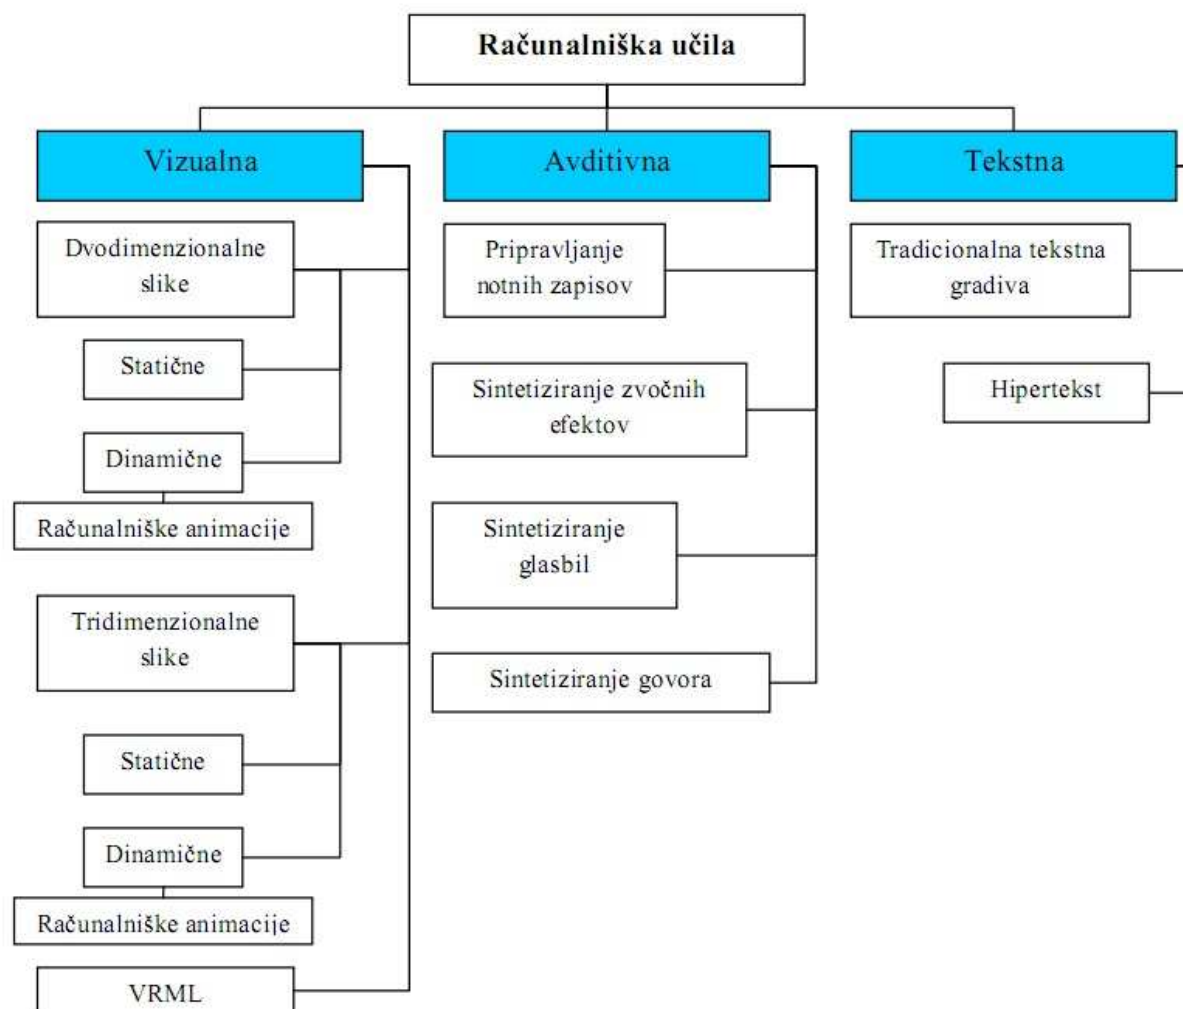 Računalniška učila
Vizualna
Dvodimenzionalne
slike
Statične
Dinamične
Računalniške animacije
Tridimenzionalne
slike
Statične
Dinamične
Računalniške animacije
VRML
Avditivna
Pripravljanje
notnih zapisov
Sintetiziranje zvočnih
efektov
Sintetiziranje
glasbil
Sintetiziranje govora
Tekstna
Tradicionalna tekstna
gradiva
Hipertekst